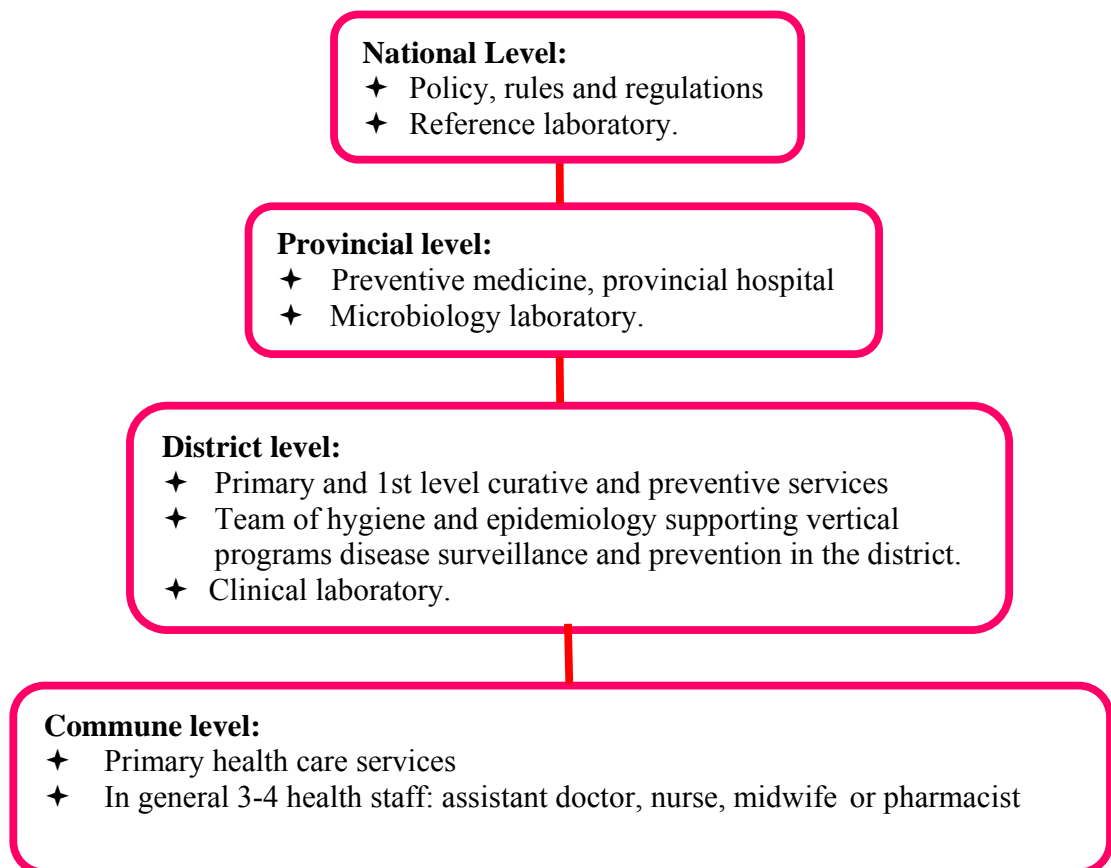 National Level:
✦ Policy, rules and regulations
✦ Reference laboratory.
Provincial level:
✦ Preventive medicine, provincial hospital
✦ Microbiology laboratory.
District level:
✦ Primary and 1st level curative and preventive services
✦ Team of hygiene and epidemiology supporting vertical
programs disease surveillance and prevention in the district.
✦ Clinical laboratory.
Commune level:
✦ Primary health care services
✦ In general 3-4 health staff: assistant doctor, nurse, midwife or pharmacist